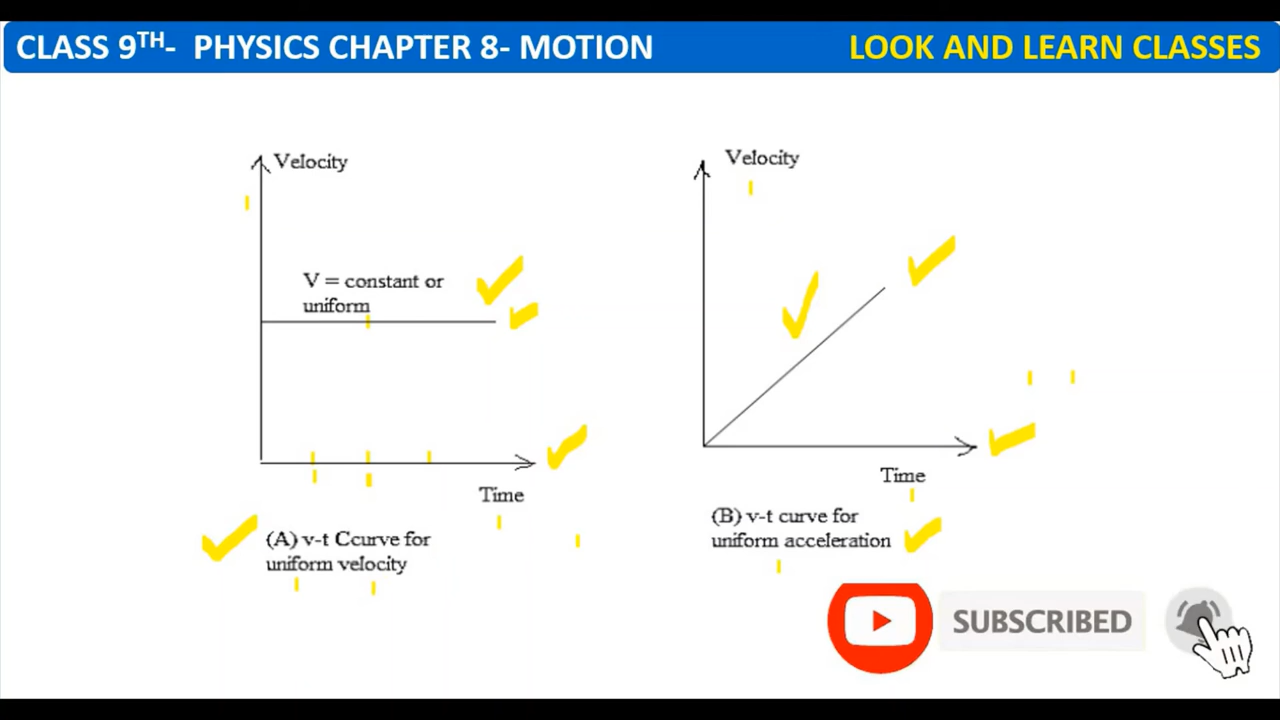 CLASS 9TH- PHYSICS CHAPTER 8- MOTION
LOOK AND LEARN CLASSES
Velocity
V = constant or
uniform
Time
(A) v-t Ccurve for
uniform velocity
Velocity
Time
(B) v-t curve for
uniform acceleration
SUBSCRIBED